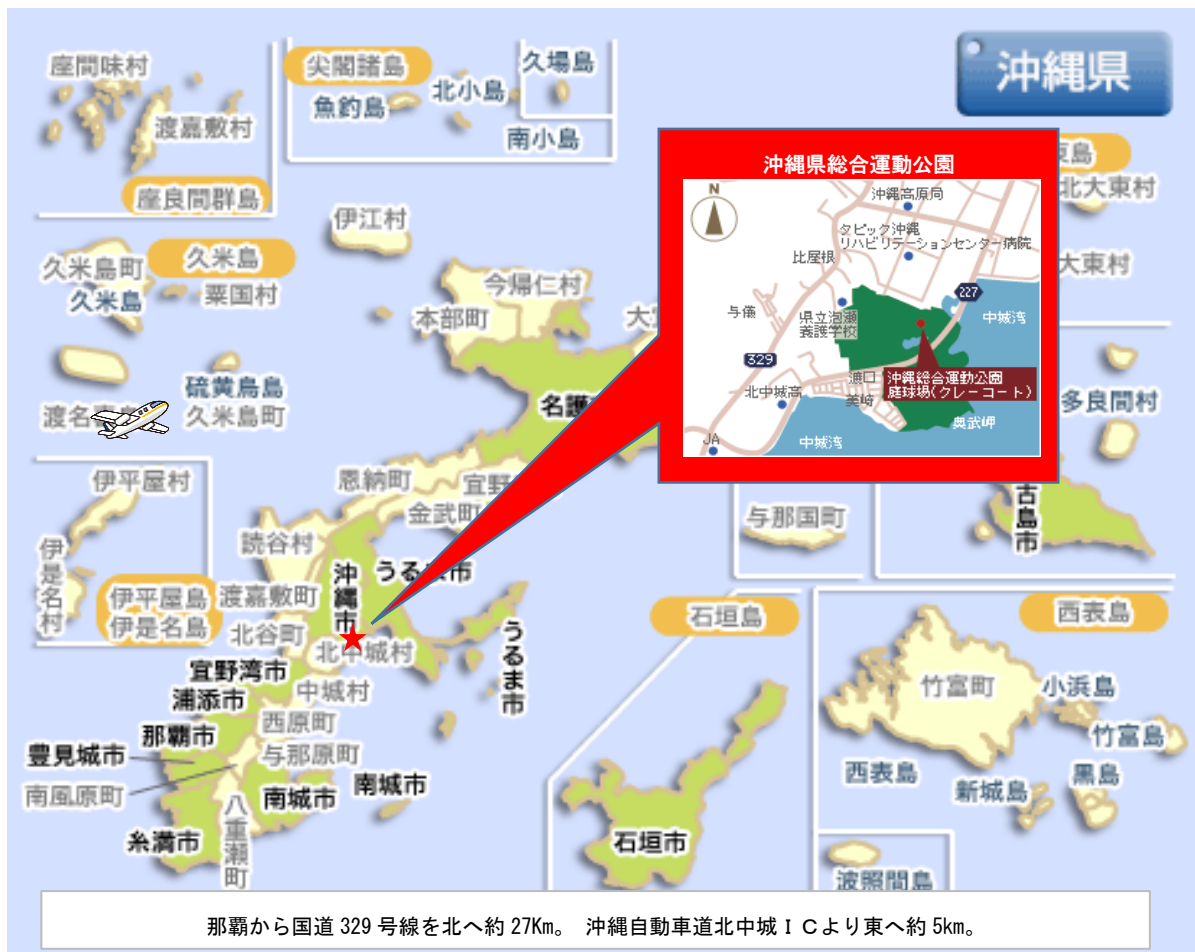 沖縄県
座間味村
渡嘉敷村
座良間群島
尖閣諸島
魚釣島
北小島
久場島
南小島
東島
北大東村
大東村
久米島町
久米島
久米島
粟国村
硫黄鳥島
久米島町
渡名
伊江村
今帰仁村
本部町
名護
恩納町
宜野
金武町
読谷村
沖縄市
うるま市
うるま市
渡嘉敷町
北谷町
北中城村
宜野湾市
中城村
浦添市
西原町
那覇市
与那原町
豊見城市
南風原町
南城市
南城市
糸満市
八重瀬町
伊平屋村
伊是名村
伊平屋島
伊是名島
沖縄県総合運動公園
N
沖縄高原局
タピック沖縄
リハビリテーションセンター病院
比屋根
与儀
県立泡瀬
養護学校
227
中城湾
329
北中城高
渡口
美崎
沖縄総合運動公園
庭球場(クレーコート)
奥武岬
JA
中城湾
多良間村
古島市
与那国町
石垣島
石垣市
西表島
竹富町
小浜島
竹富島
西表島
新城島
黒島
波照間島
那覇から国道 329 号線を北へ約 27Km。 沖縄自動車道北中城 I Cより東へ約 5km。